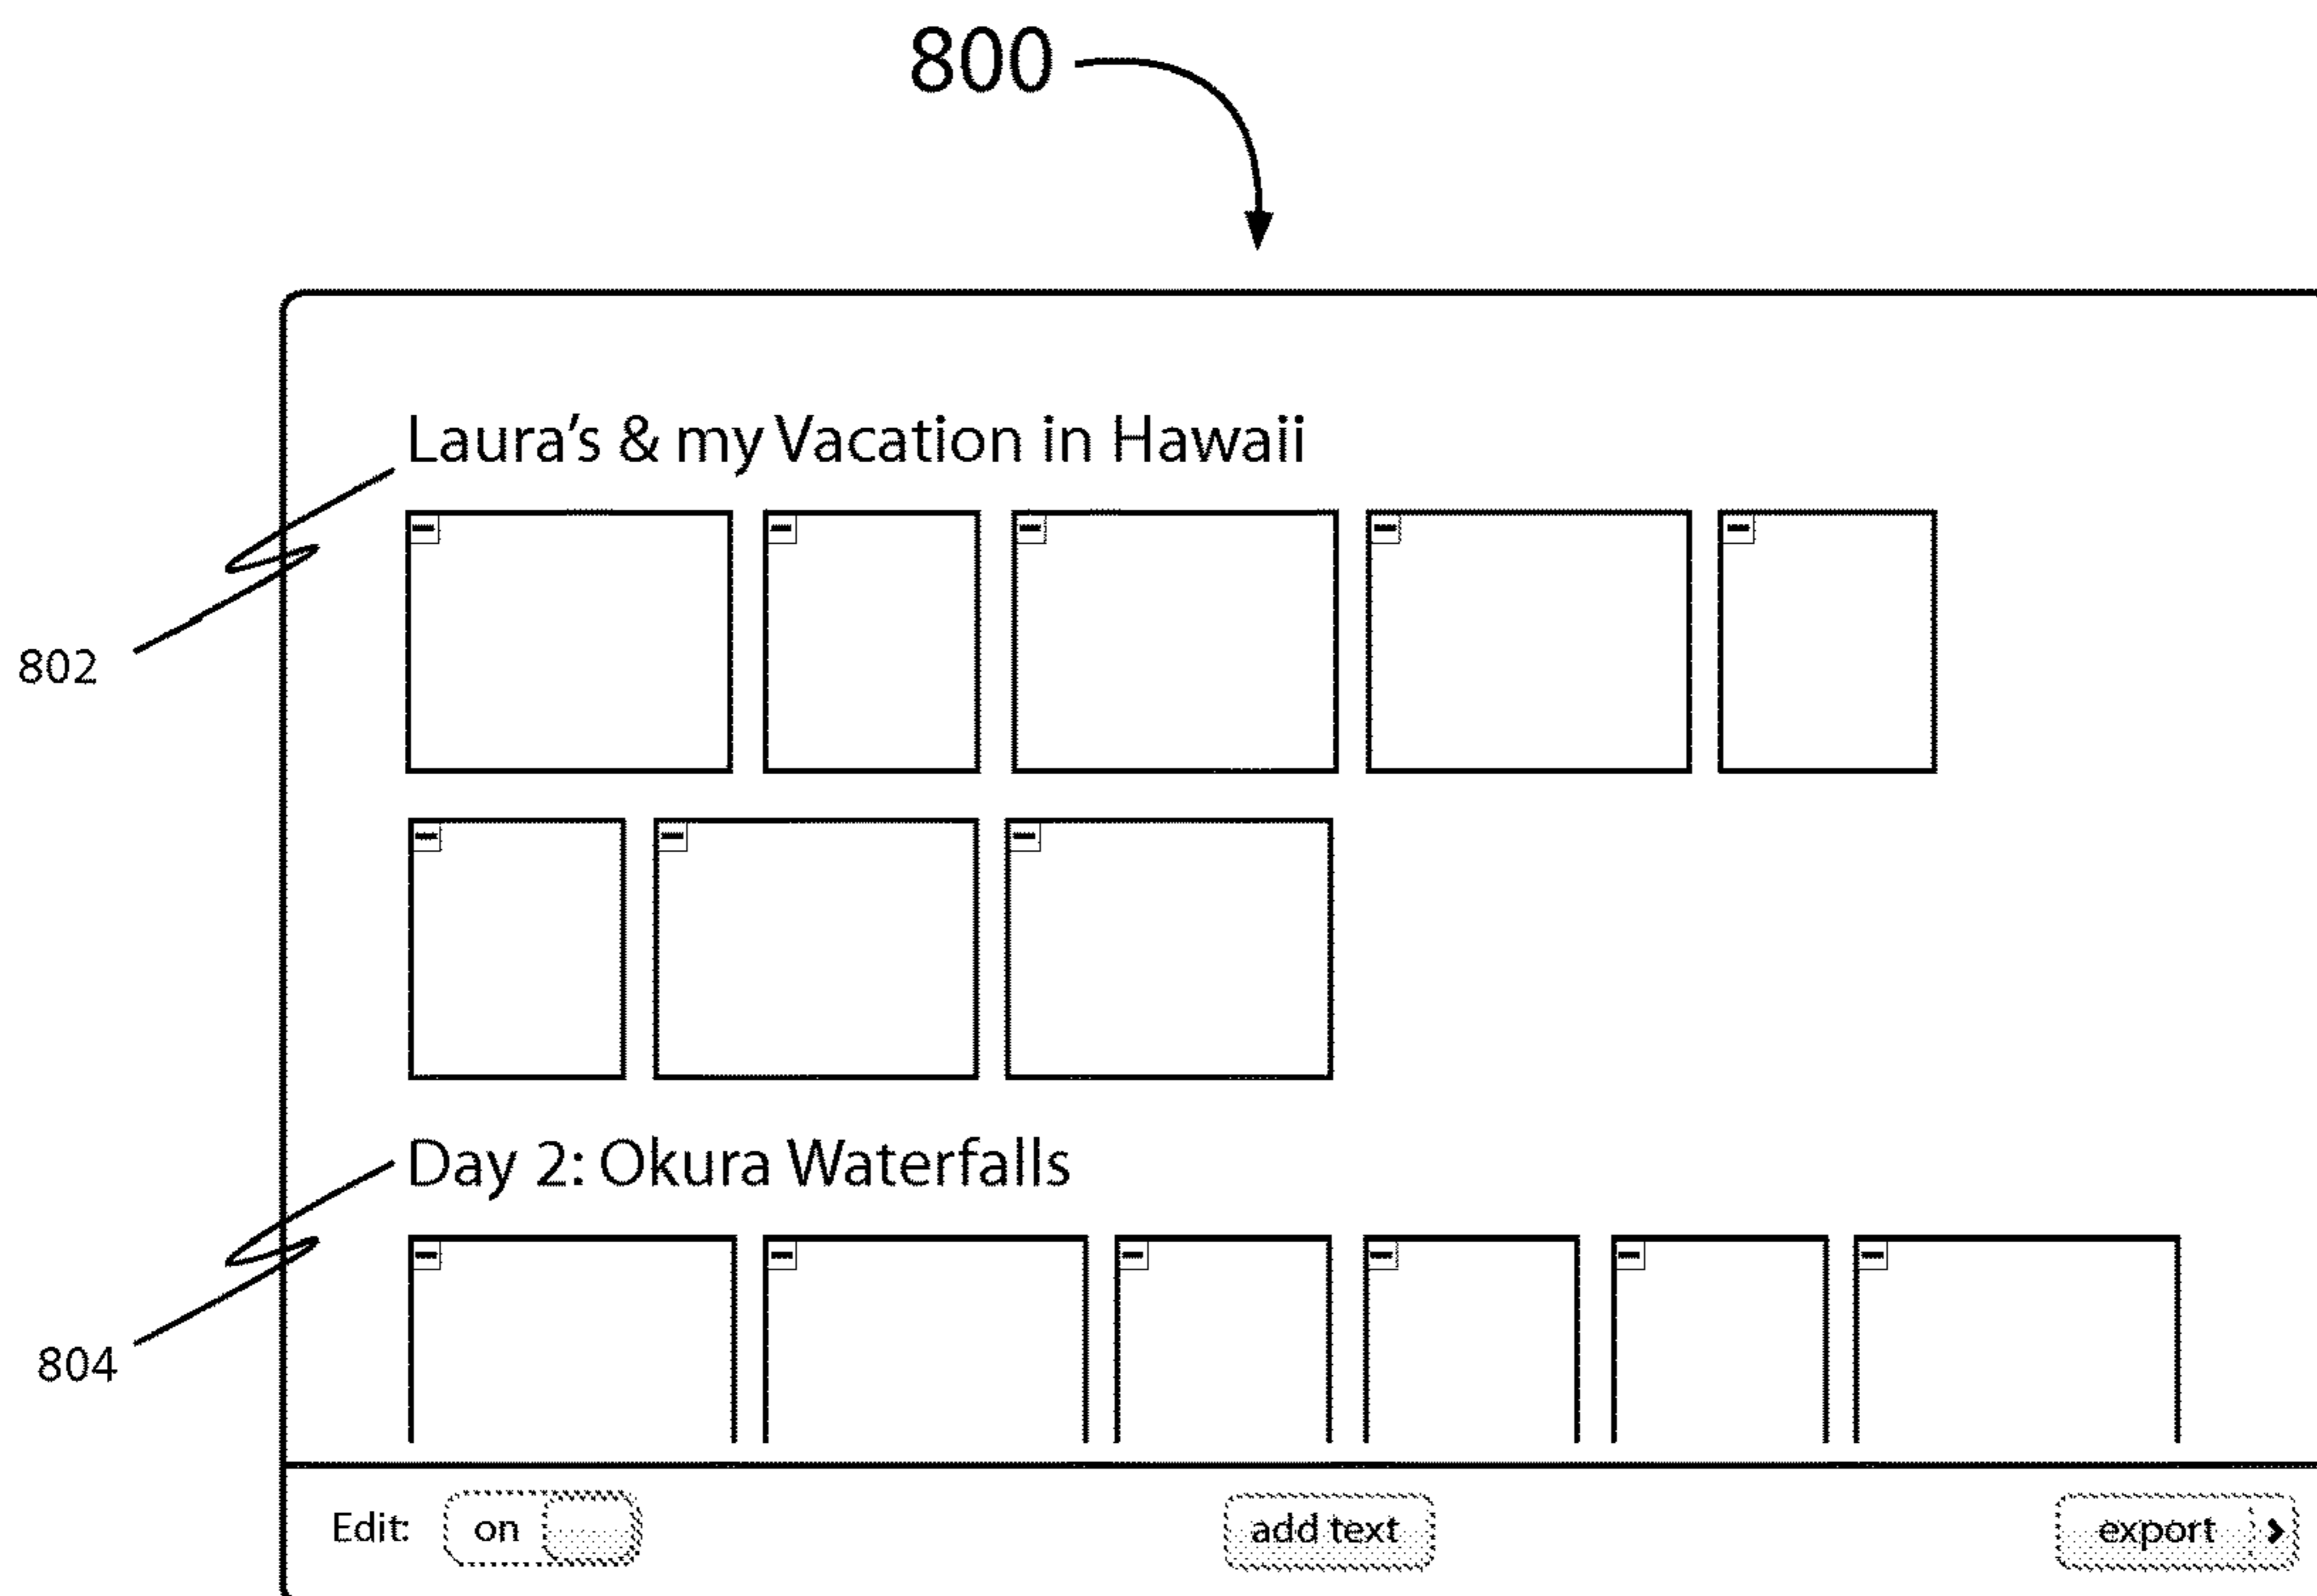 800
Laura's & my Vacation in Hawaii
802
Day 2: Okura Waterfalls
804
Edit: on add text export